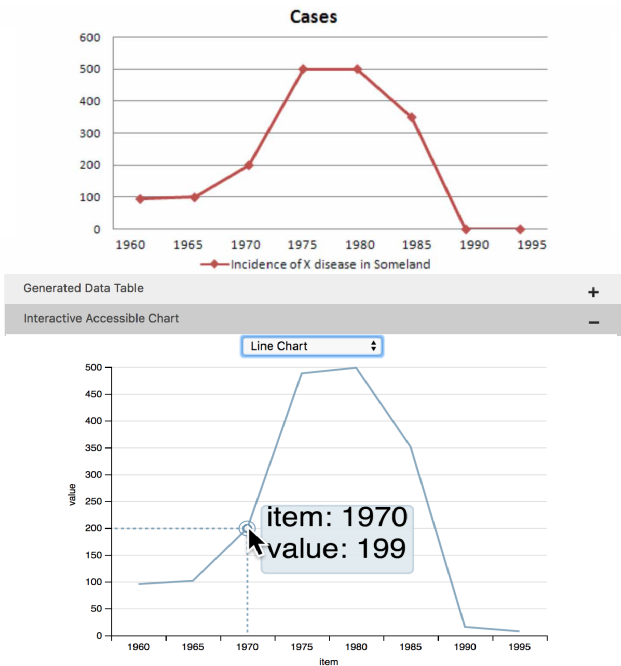 Cases
600
500
400
300
200
100
0
1960 1965 1970 1975 1980 1985 1990 1995
Incidence of X disease in Someland
Generated Data Table +
Interactive Accessible Chart –
Line Chart
500
450
400
350
300
250
200
150
100
50
0
value
item: 1970
value: 199
1960 1965 1970 1975 1980 1985 1990 1995
item